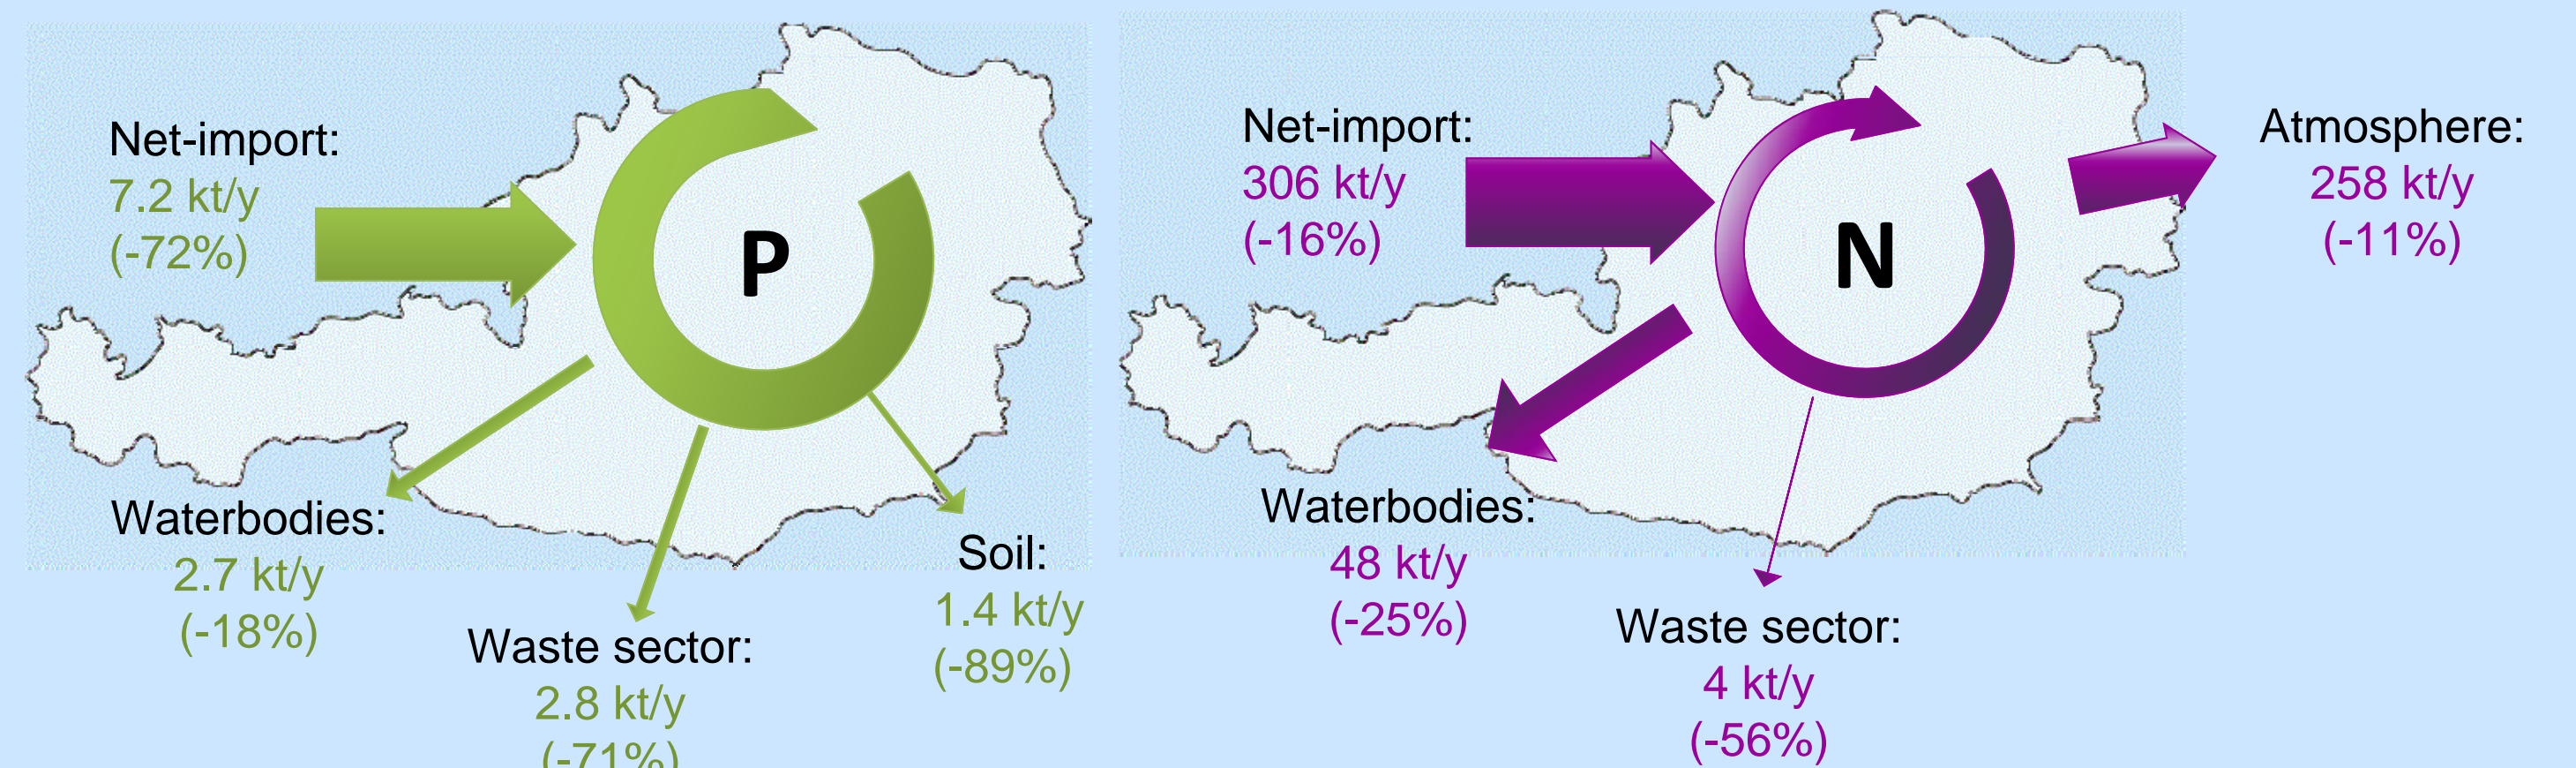 Net-import:
7.2 kt/y
(-72%)
P
Waterbodies:
2.7 kt/y
(-18%)
Waste sector:
2.8 kt/y
(-71%)
Soil:
1.4 kt/y
(-89%)
Net-import:
306 kt/y
(-16%)
N
Atmosphere:
258 kt/y
(-11%)
Waterbodies:
48 kt/y
(-25%)
Waste sector:
4 kt/y
(-56%)